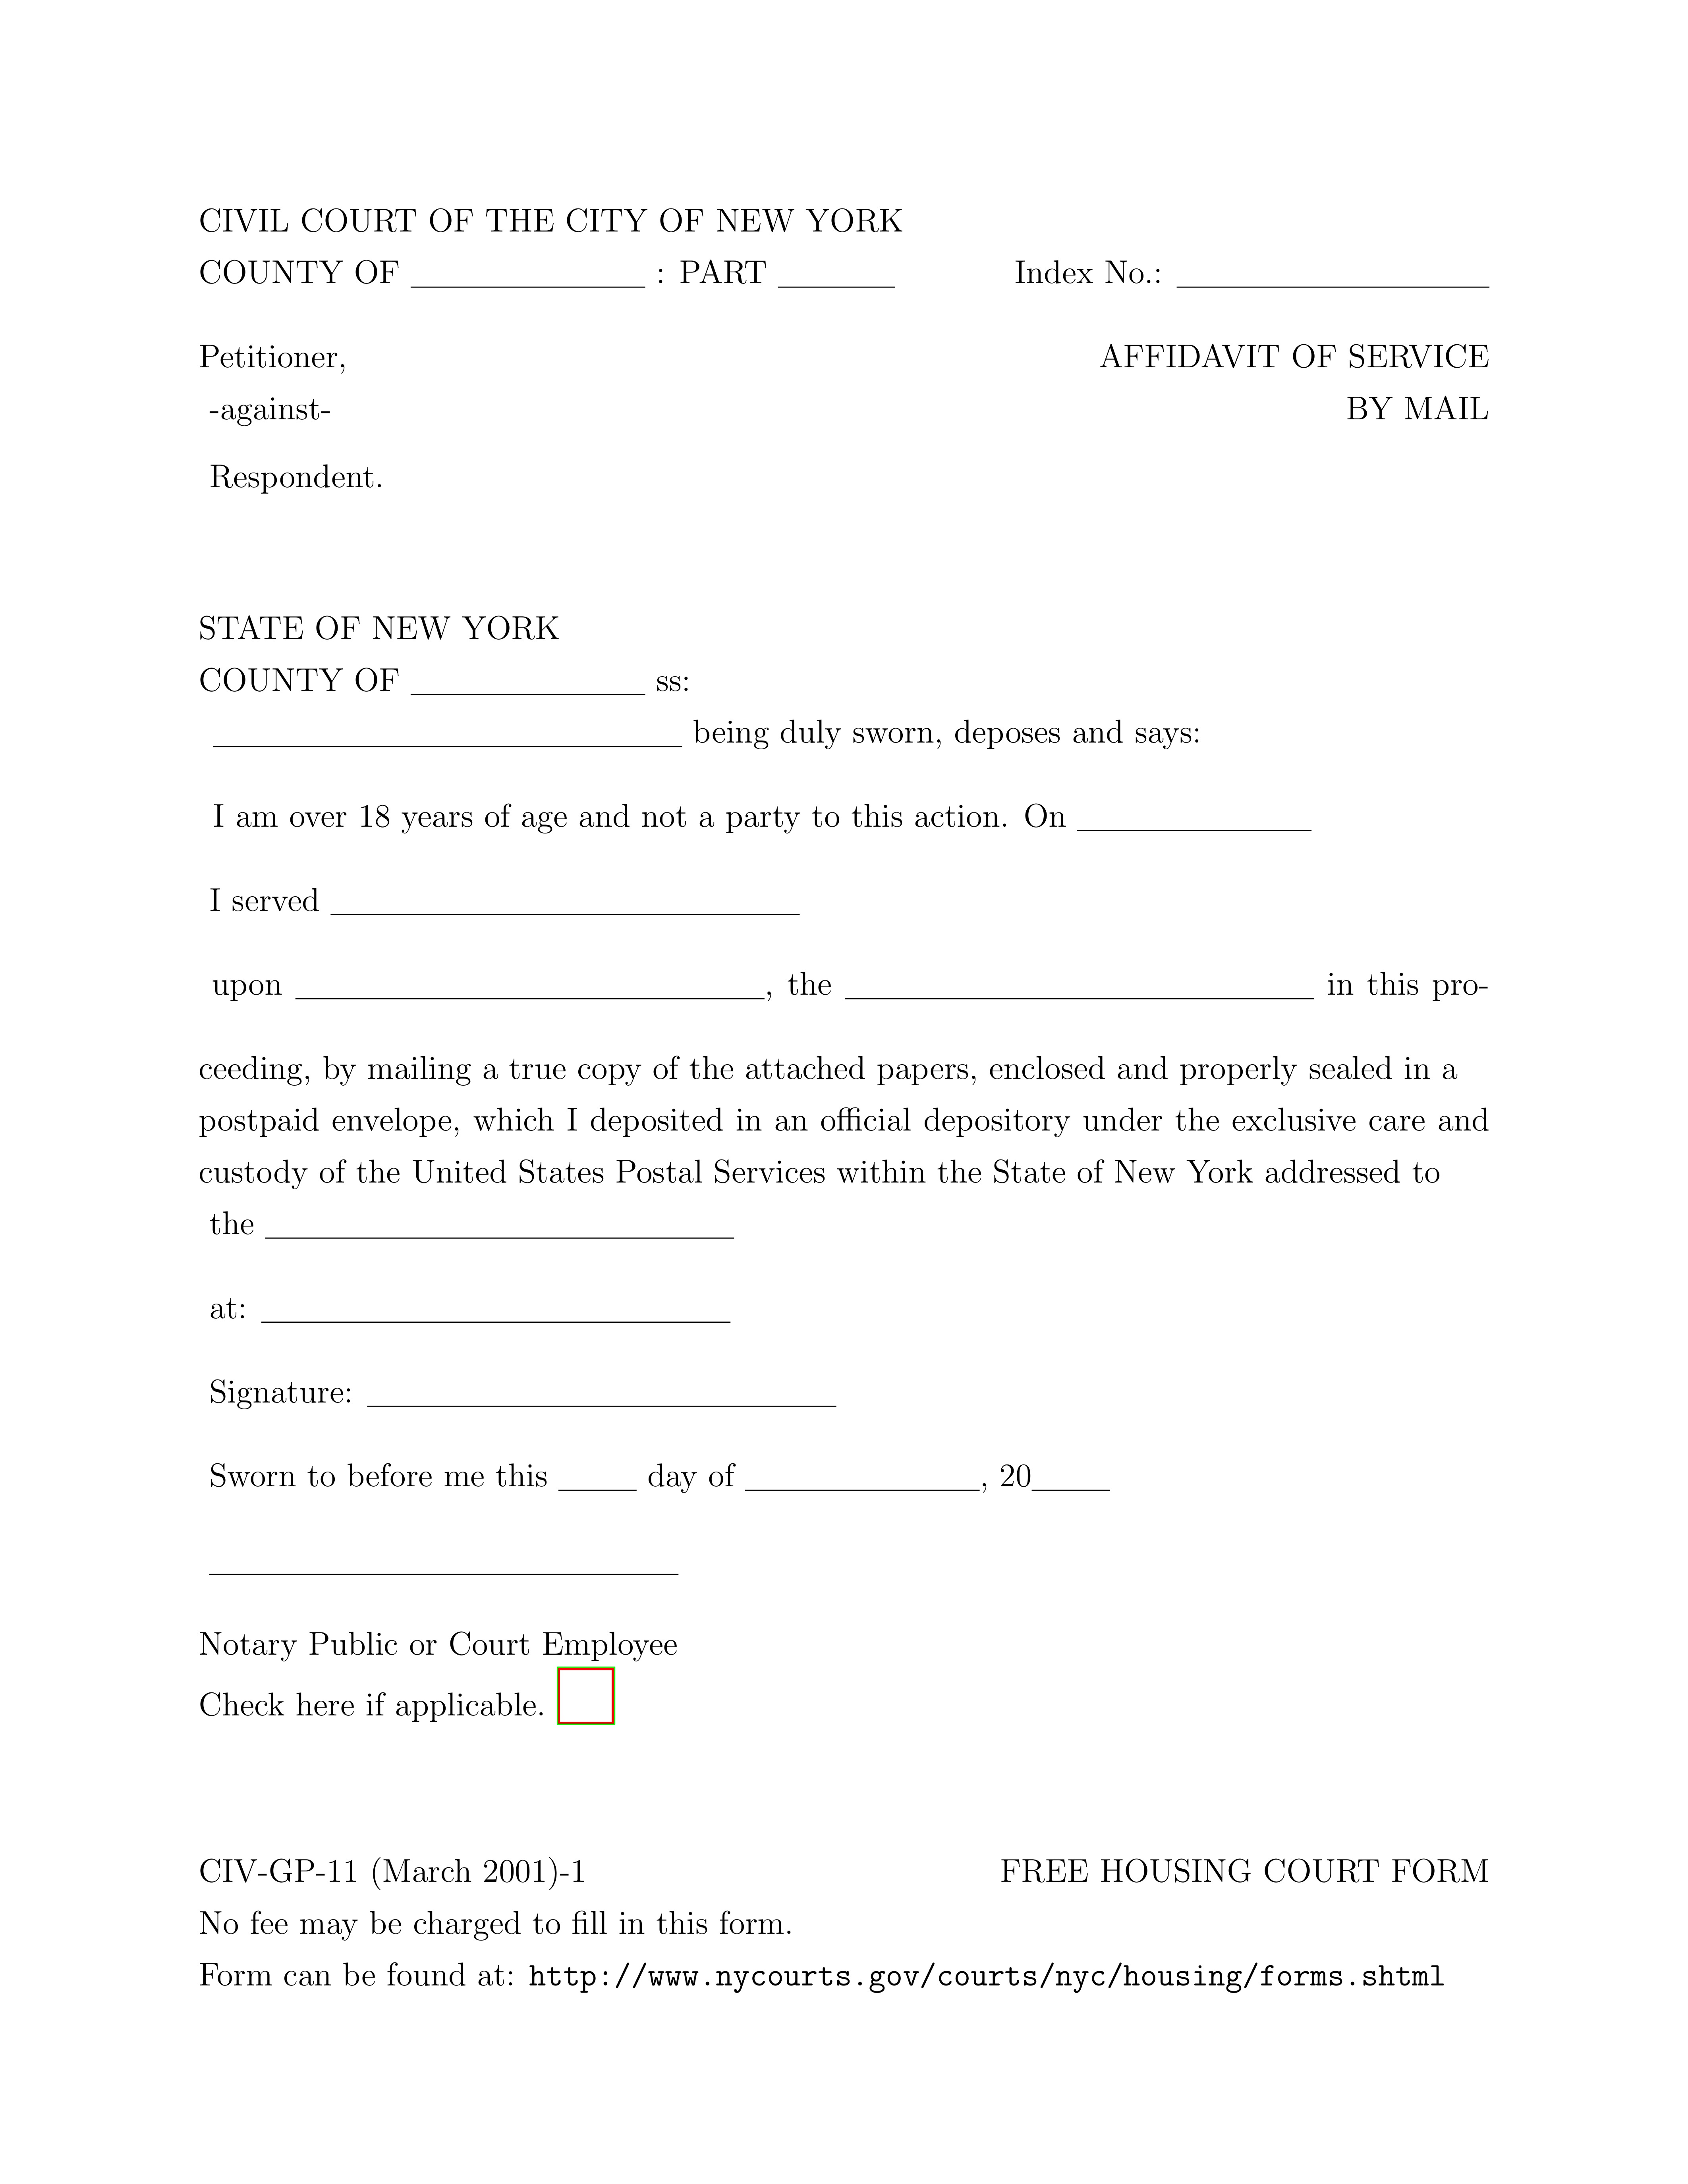 CIVIL COURT OF THE CITY OF NEW YORK
COUNTY OF ______________ : PART _______ Index No.: ___________________
Petitioner, AFFIDAVIT OF SERVICE
-against- BY MAIL
Respondent.
STATE OF NEW YORK
COUNTY OF ______________ ss:
____________________________ being duly sworn, deposes and says:
I am over 18 years of age and not a party to this action. On ______________
I served ____________________________
upon ____________________________, the ____________________________ in this pro-
ceeding, by mailing a true copy of the attached papers, enclosed and properly sealed in a
postpaid envelope, which I deposited in an official depository under the exclusive care and
custody of the United States Postal Services within the State of New York addressed to
the ____________________________
at: ____________________________
Signature: ____________________________
Sworn to before me this _____ day of ______________, 20_____
____________________________
Notary Public or Court Employee
Check here if applicable.
CIV-GP-11 (March 2001)-1 FREE HOUSING COURT FORM
No fee may be charged to fill in this form.
Form can be found at: http://www.nycourts.gov/courts/nyc/housing/forms.shtml